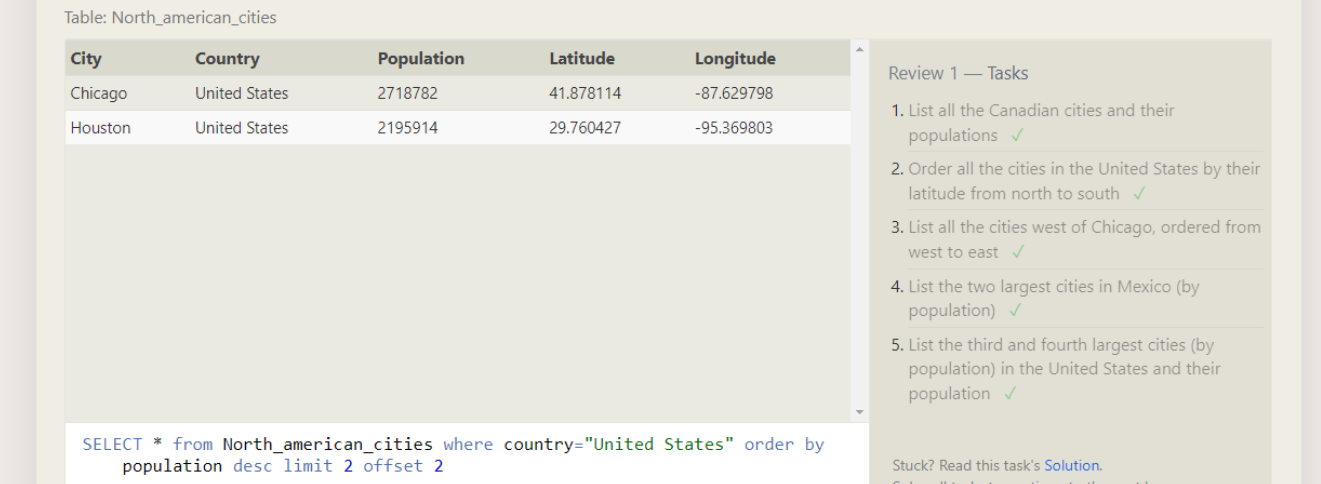 Table: North_american_cities
City Country Population Latitude Longitude
Chicago United States 2718782 41.878114 -87.629798
Houston United States 2195914 29.760427 -95.369803
SELECT * from North_american_cities where country="United States" order by
population desc limit 2 offset 2
Review 1 — Tasks
1. List all the Canadian cities and their
populations ✓
2. Order all the cities in the United States by their
latitude from north to south ✓
3. List all the cities west of Chicago, ordered from
west to east ✓
4. List the two largest cities in Mexico (by
population) ✓
5. List the third and fourth largest cities (by
population) in the United States and their
population ✓
Stuck? Read this task's Solution.